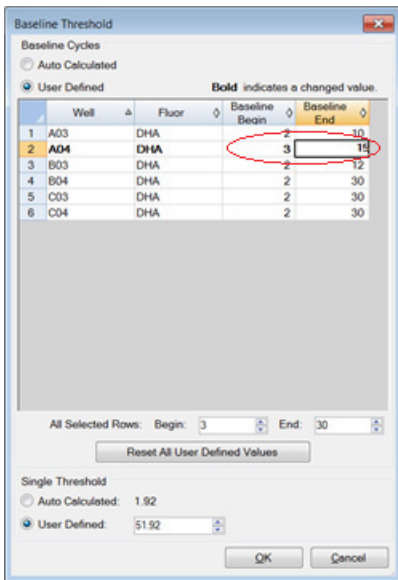 Baseline Threshold
Baseline Cycles
Auto Calculated
User Defined Bold indicates a changed value.
Well Fluor Baseline Begin Baseline End
1 A03 DHA 2 10
2 A04 DHA 3 15
3 B03 DHA 2 12
4 B04 DHA 2 30
5 C03 DHA 2 30
6 C04 DHA 2 30
All Selected Rows: Begin: 3 End: 30
Reset All User Defined Values
Single Threshold
Auto Calculated: 1.92
User Defined: 51.92
OK Cancel